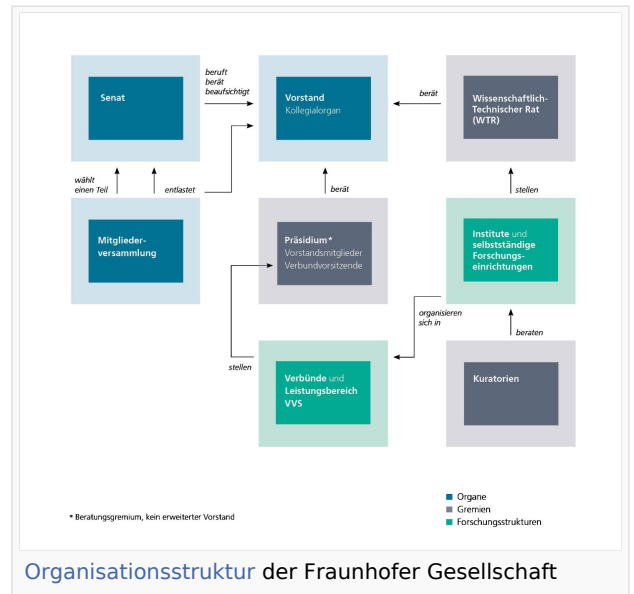 Senat
beruft
berät
beaufsichtigt
Vorstand
Kollegialorgan
berät
Wissenschaftlich-
Technischer Rat
(WTR)
wählt
einen Teil
entlastet
berät
stellen
Mitglieder-
versammlung
Präsidium*
Vorstandsmitglieder
Verbundvorsitzende
Institute und
selbstständige
Forschungs-
einrichtungen
organisieren
sich in
beraten
stellen
Verbünde und
Leistungsbereich
VVS
Kuratorien
* Beratungsgremium, kein erweiterter Vorstand
Organe
Gremien
Forschungsstrukturen
Organisationsstruktur der Fraunhofer Gesellschaft